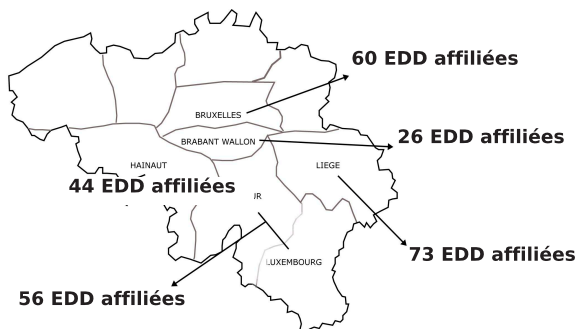 60 EDD affiliées
BRUXELLES
26 EDD affiliées
BRABANT WALLON
HAINAUT
LIEGE
44 EDD affiliées
UR
73 EDD affiliées
LUXEMBOURG
56 EDD affiliées